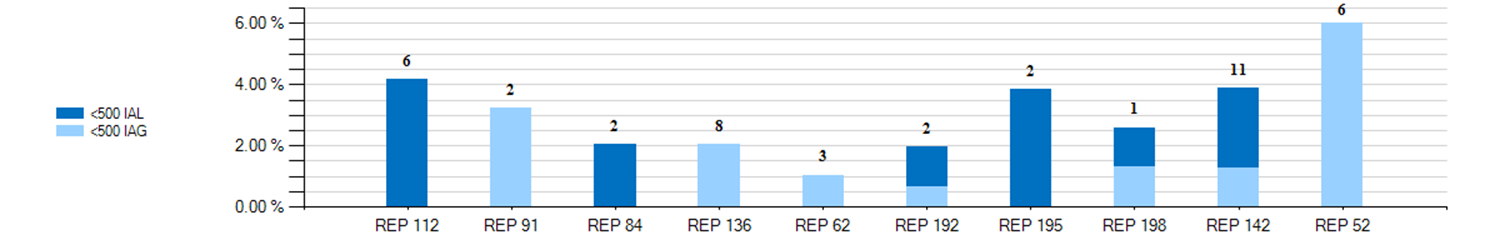 6.00 %
4.00 %
2.00 %
0.00 %
<500 IAL
<500 IAG
6 2 2 8 3 2 2 1 11 6
REP 112 REP 91 REP 84 REP 136 REP 62 REP 192 REP 195 REP 198 REP 142 REP 52